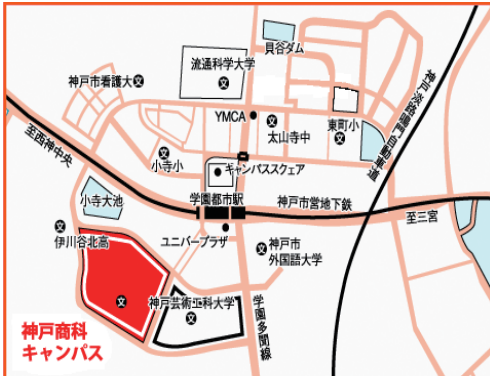 貝谷ダム
流通科学大学
神戸市看護大
神戸淡路鳴門自動車道
YMCA
太山寺中
東町小
至西神中央
小寺小
キャンパススクェア
小寺大池
学園都市駅
神戸市営地下鉄
至三宮
伊川谷北高
ユニバープラザ
神戸市
外国語大学
神戸芸術工科大学
学園多聞線
神戸商科
キャンパス